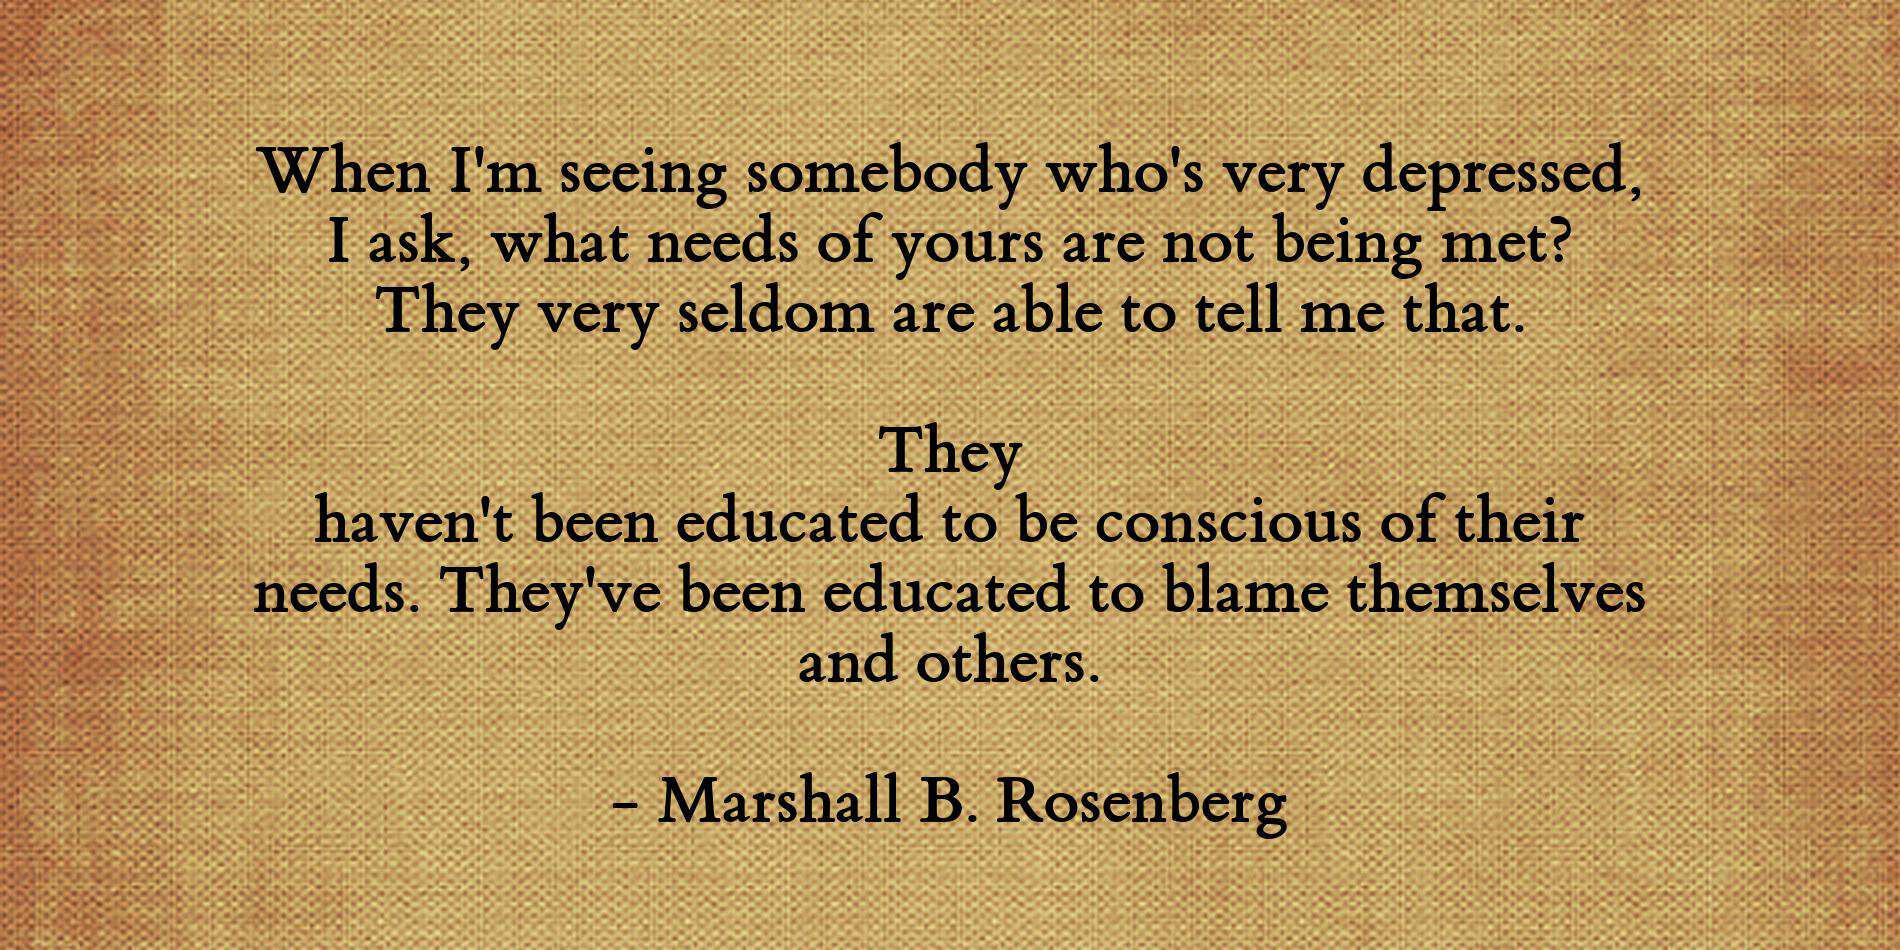 When I'm seeing somebody who's very depressed,
I ask, what needs of yours are not being met?
They very seldom are able to tell me that.
They
haven't been educated to be conscious of their
needs. They've been educated to blame themselves
and others.
- Marshall B. Rosenberg